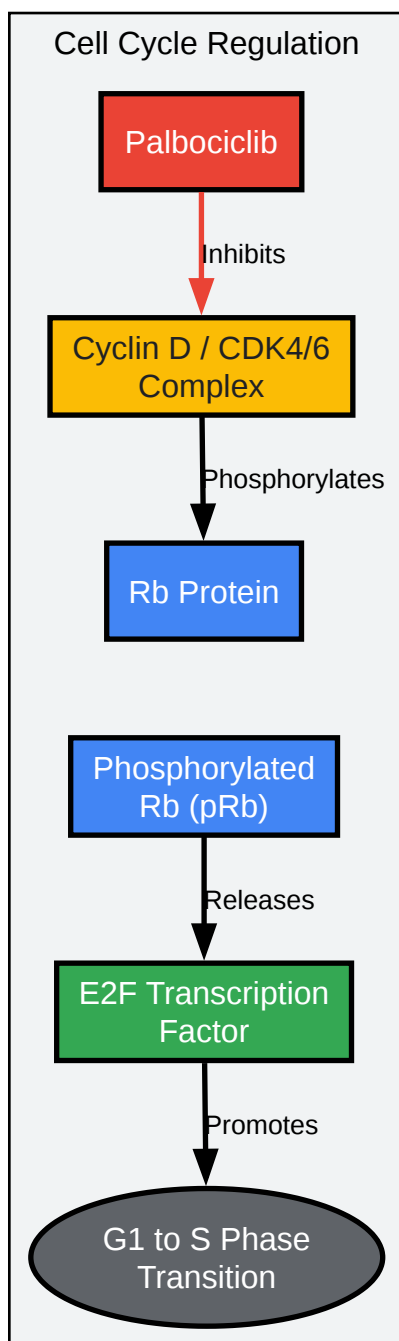 Cell Cycle Regulation
Palbociclib
Inhibits
Cyclin D / CDK4/6
Complex
Phosphorylates
Rb Protein
Phosphorylated
Rb (pRb)
Releases
E2F Transcription
Factor
Promotes
G1 to S Phase
Transition